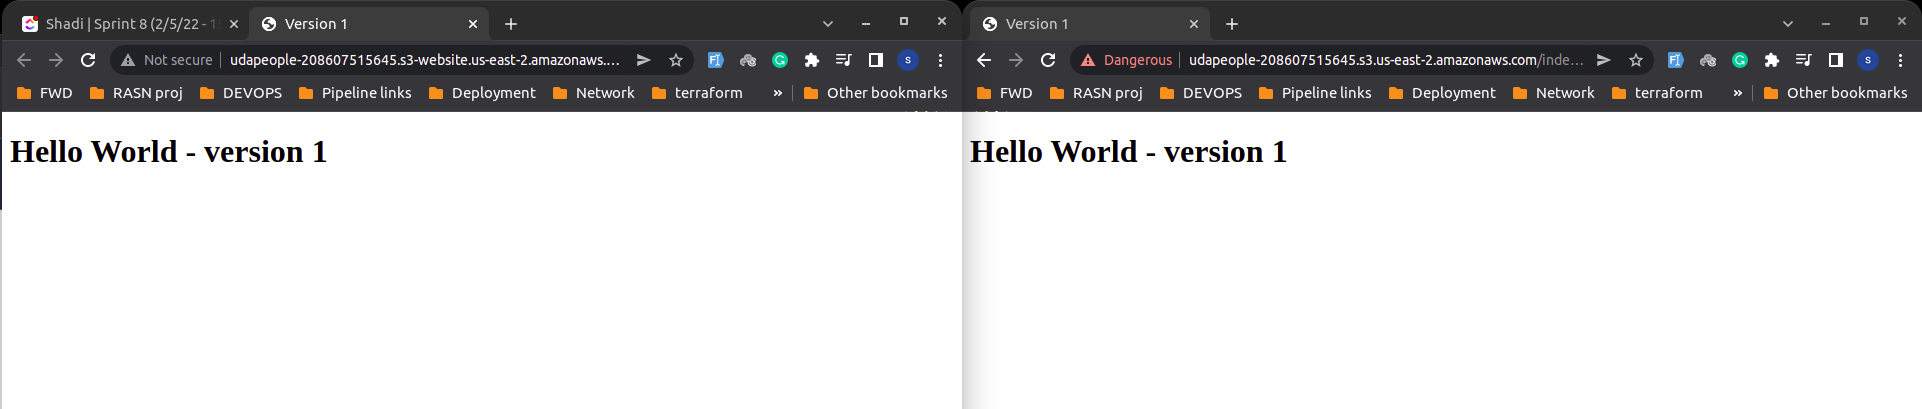 Shadi | Sprint 8 (2/5/22 - 1
Version 1
Not secure
udapeople-208607515645.s3-website.us-east-2.amazonaws.…
S
FWD
RASN proj
DEVOPS
Pipeline links
Deployment
Network
terraform
»
Other bookmarks
Hello World - version 1
Version 1
Dangerous
udapeople-208607515645.s3.us-east-2.amazonaws.com/inde…
S
FWD
RASN proj
DEVOPS
Pipeline links
Deployment
Network
terraform
»
Other bookmarks
Hello World - version 1